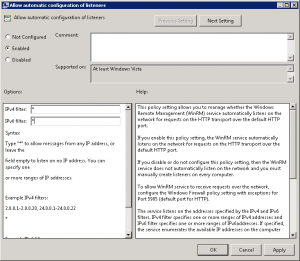 Allow automatic configuration of listeners
Allow automatic configuration of listeners
Previous Setting
Next Setting
Not Configured
Comment:
Enabled
Disabled
Supported on:
At least Windows Vista
Options:
Help:
IPv4 filter: *
IPv6 filter: *
Syntax
Type "*" to allow messages from any IP address, or
leave the
field empty to listen on no IP address. You can
specify one
or more ranges of IP addresses.
Example IPv4 filters:
2.0.0.1-2.0.0.20, 24.0.0.1-24.0.0.22
*
This policy setting allows you to manage whether the Windows
Remote Management (WinRM) service automatically listens on the
network for requests on the HTTP transport over the default HTTP
port.
If you enable this policy setting, the WinRM service automatically
listens on the network for requests on the HTTP transport over the
default HTTP port.
If you disable or do not configure this policy setting, then the WinRM
service does not automatically listen on the network and you must
manually create listeners on every computer.
To allow WinRM service to receive requests over the network,
configure the Windows Firewall policy setting with exceptions for
Port 5985 (default port for HTTP).
The service listens on the addresses specified by the IPv4 and IPv6
filters. IPv4 filter specifies one or more ranges of IPv4 addresses and
IPv6 filter specifies one or more ranges of IPv6addresses. If specified,
the service enumerates the available IP addresses on the computer
OK
Cancel
Apply